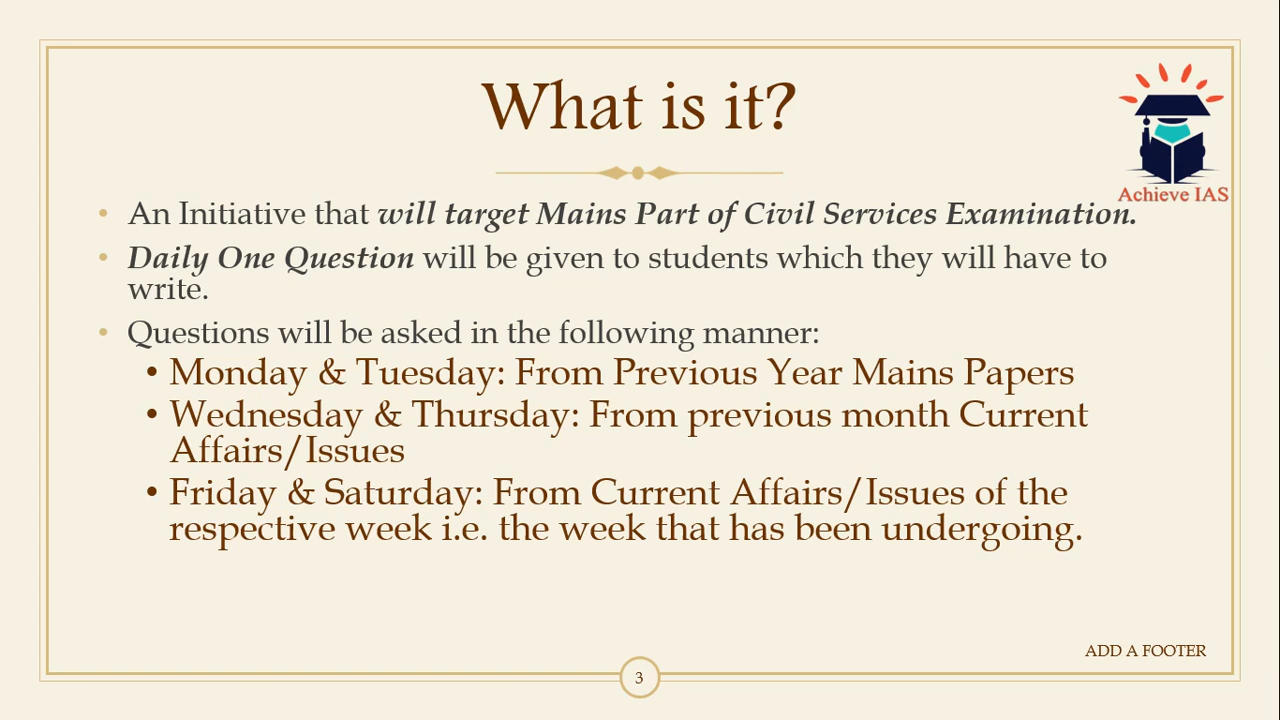 What is it?
Achieve IAS
• An Initiative that will target Mains Part of Civil Services Examination.
• Daily One Question will be given to students which they will have to
write.
• Questions will be asked in the following manner:
• Monday & Tuesday: From Previous Year Mains Papers
• Wednesday & Thursday: From previous month Current
Affairs/Issues
• Friday & Saturday: From Current Affairs/Issues of the
respective week i.e. the week that has been undergoing.
ADD A FOOTER
3